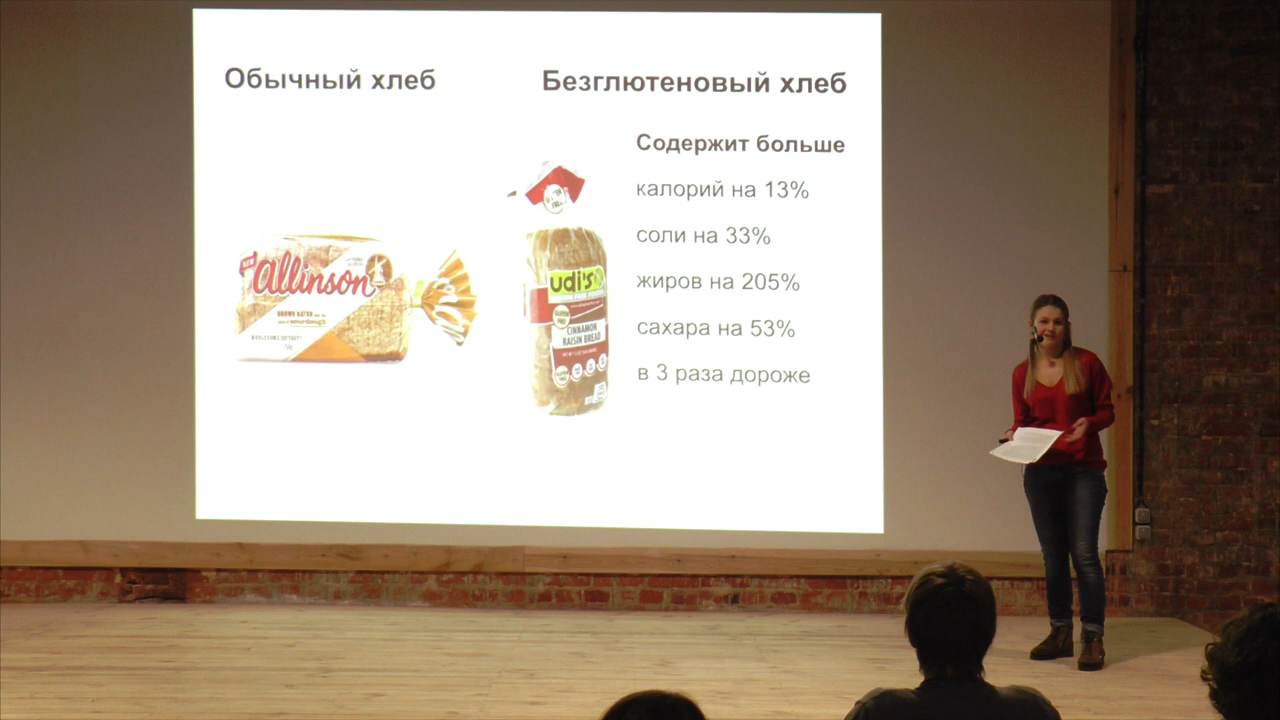 Обычный хлеб
Безглютеновый хлеб
Содержит больше
калорий на 13%
соли на 33%
жиров на 205%
сахара на 53%
в 3 раза дороже
NEW
Allinson
udi's
CINNAMON
RAISIN BREAD